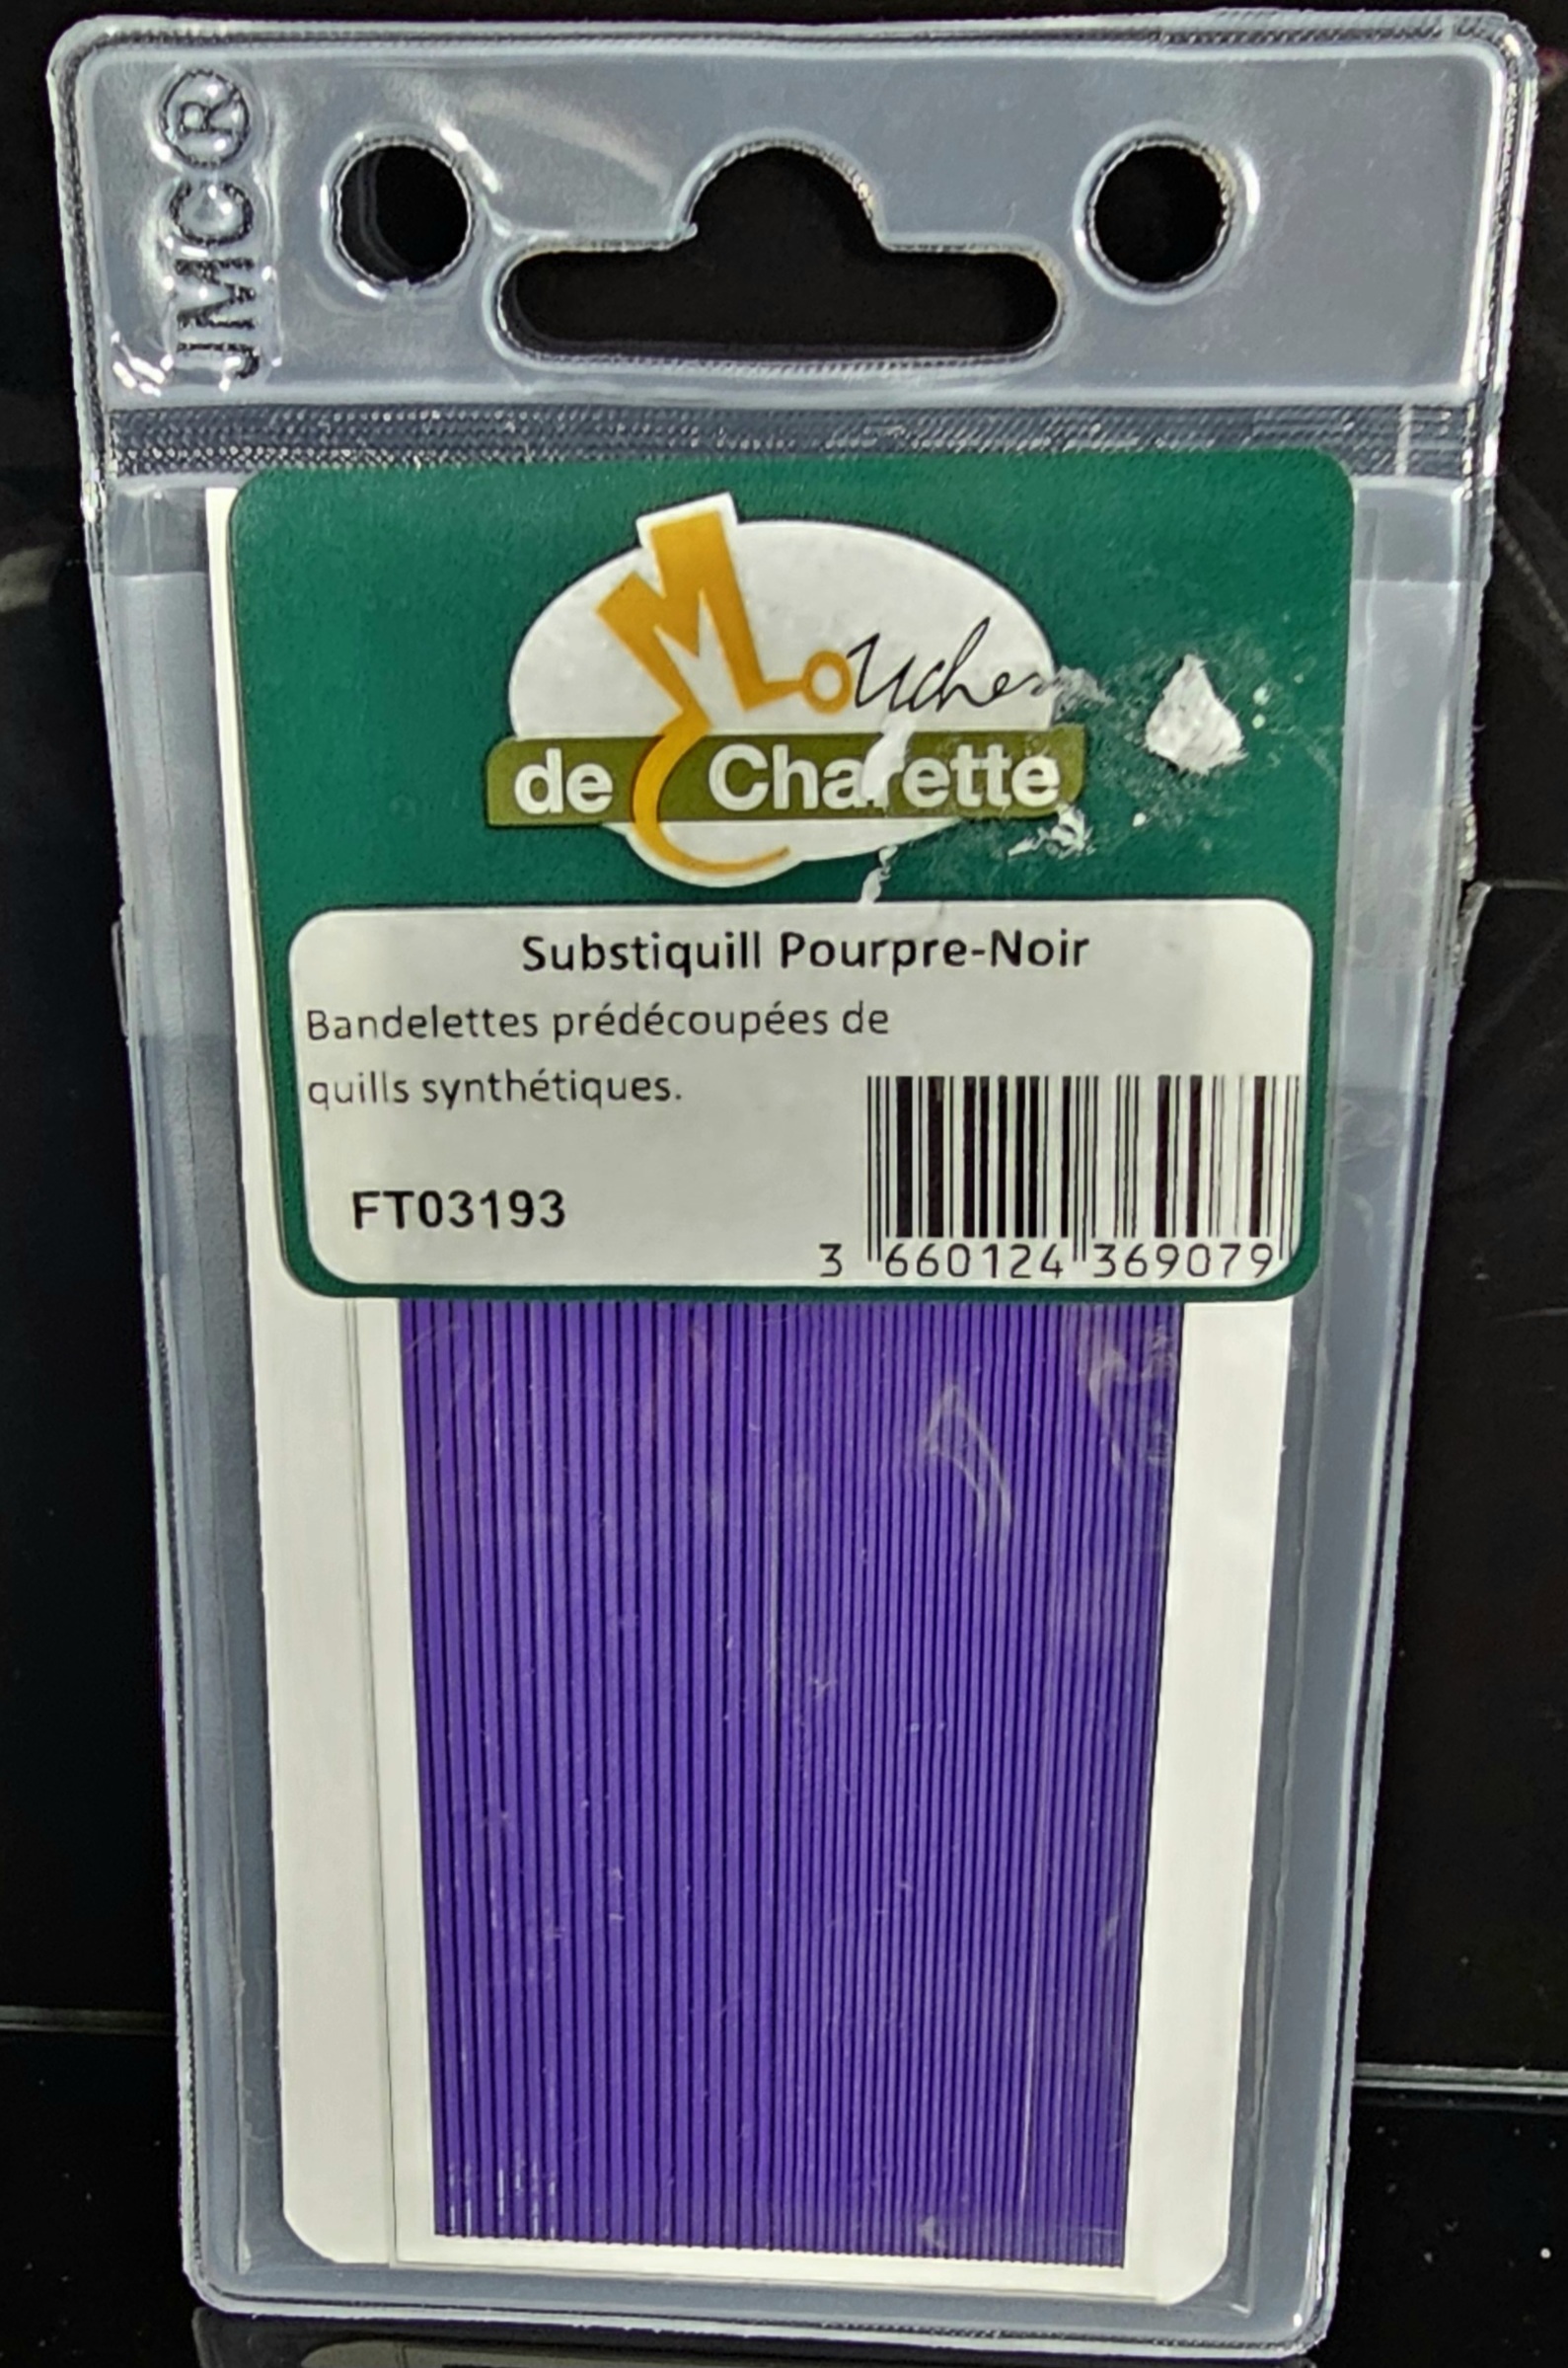 JMC®
Mouches
de Charette
Substiquill Pourpre-Noir
Bandelettes prédécoupées de
quills synthétiques.
FT03193
3 660124 369079